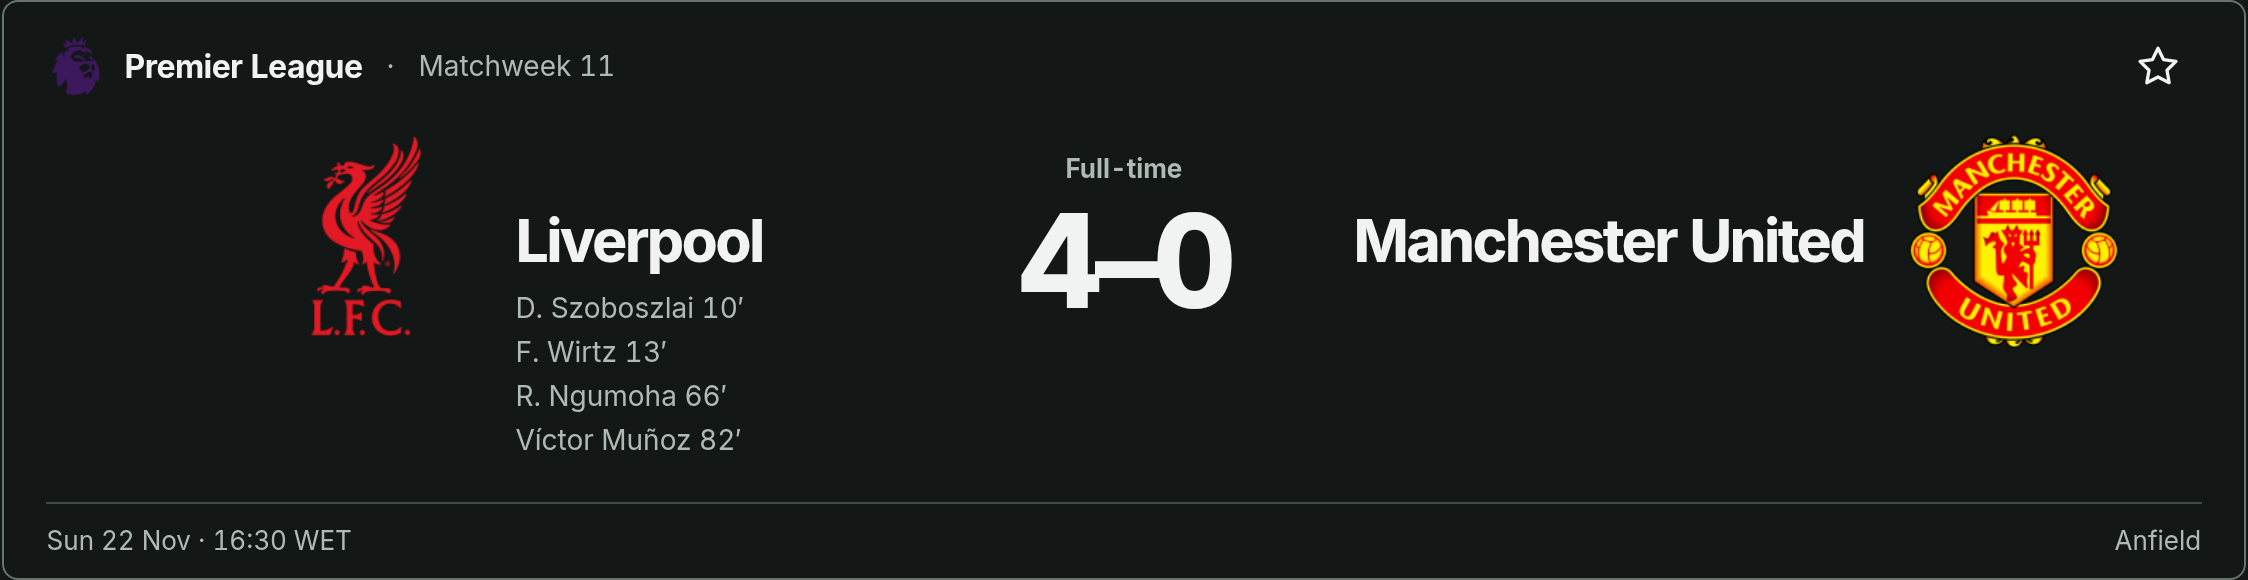 Premier League · Matchweek 11
Full-time
Liverpool
4–0
Manchester United
D. Szoboszlai 10′
F. Wirtz 13′
R. Ngumoha 66′
Víctor Muñoz 82′
L.F.C.
MANCHESTER
UNITED
Sun 22 Nov · 16:30 WET
Anfield